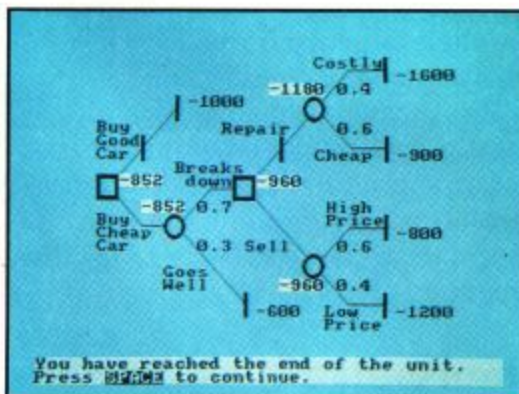 Costly
-1600
-1180 0.4
-1000
Buy
Good
Car
Repair
0.6
Cheap
-900
Breaks
down
-852
-960
-852
0.7
High
Price
-800
Buy
Cheap
Car
0.3
Sell
0.6
Goes
Well
-960
0.4
-600
Low
Price
-1200
You have reached the end of the unit.
Press SPACE to continue.